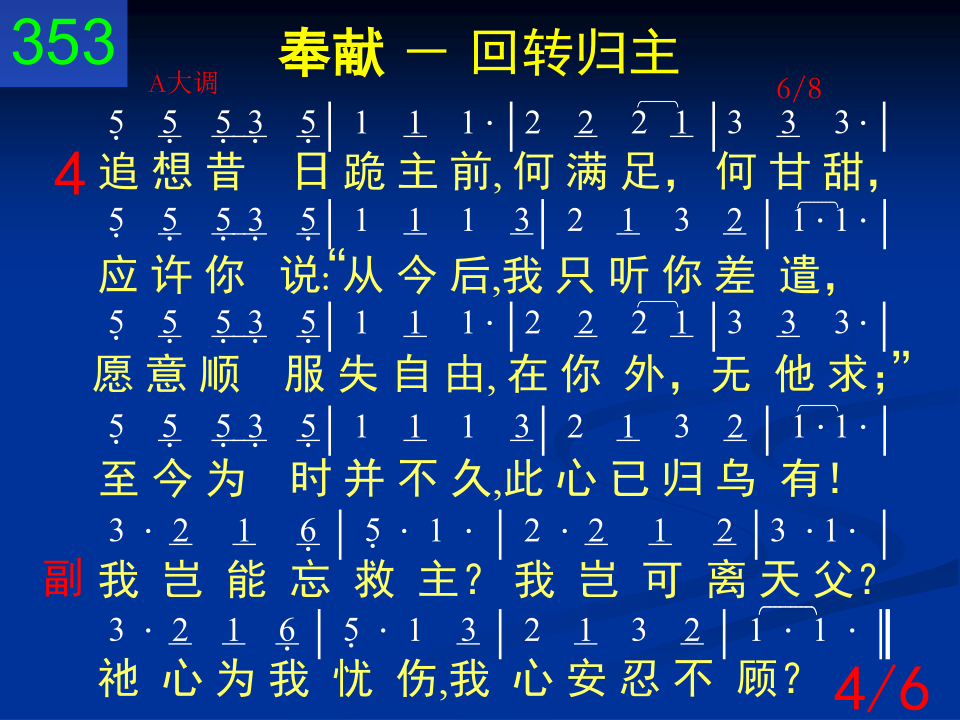 353
奉献 － 回转归主
A大调
6/8
5 5 5 3 5 | 1 1 1· | 2 2 2 1 | 3 3 3· |
4 追想昔 日跪主前, 何满足， 何甘甜，
5 5 5 3 5 | 1 1 1 3 | 2 1 3 2 | 1·1· |
应许你 说:“从今后,我只听你差 遣，
5 5 5 3 5 | 1 1 1· | 2 2 2 1 | 3 3 3· |
愿意顺 服失自由, 在你 外，无 他求；”
5 5 5 3 5 | 1 1 1 3 | 2 1 3 2 | 1·1· |
至今为 时并不久,此心已归乌 有！
3· 2 1 6 | 5· 1· | 2· 2 1 2 | 3·1· |
副 我岂能忘救主？我岂可离天父？
3· 2 1 6 | 5· 1 3 | 2 1 3 2 | 1· 1· ‖
祂 心为我 忧 伤,我 心安忍不 顾？
4/6